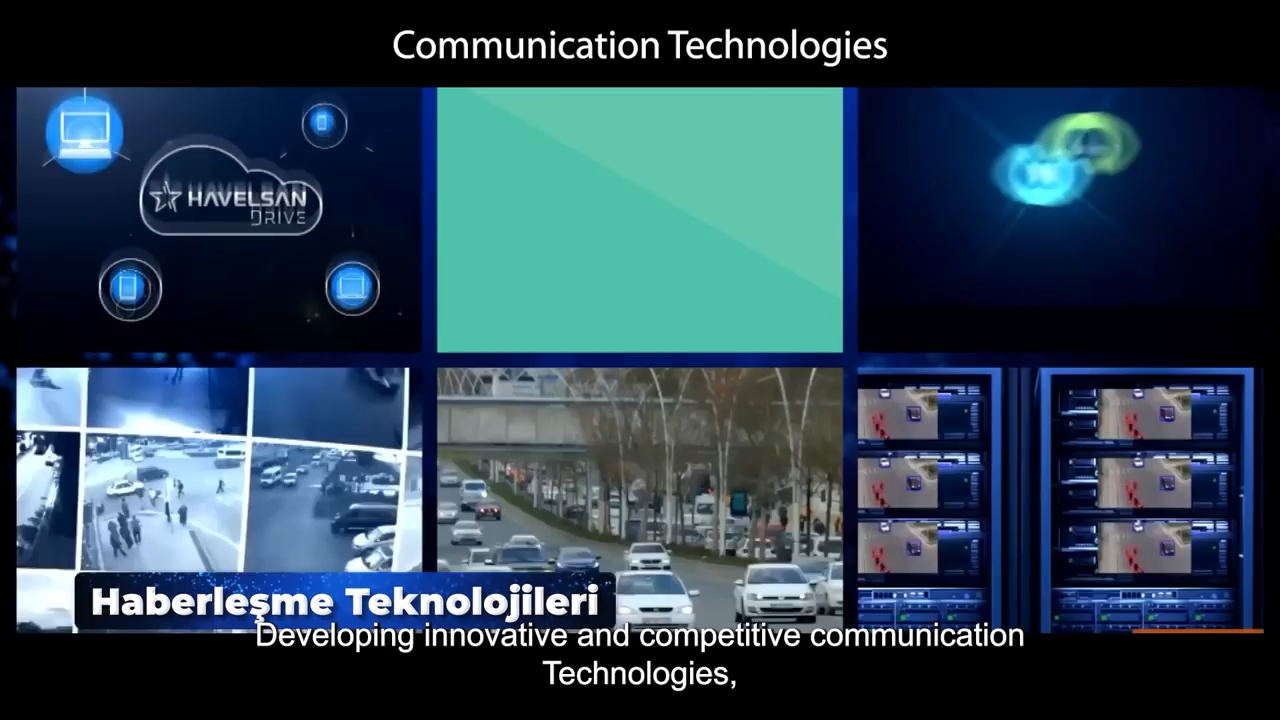 Communication Technologies
HAVELSAN
DRIVE
Haberleşme Teknolojileri
Developing innovative and competitive communication
Technologies,